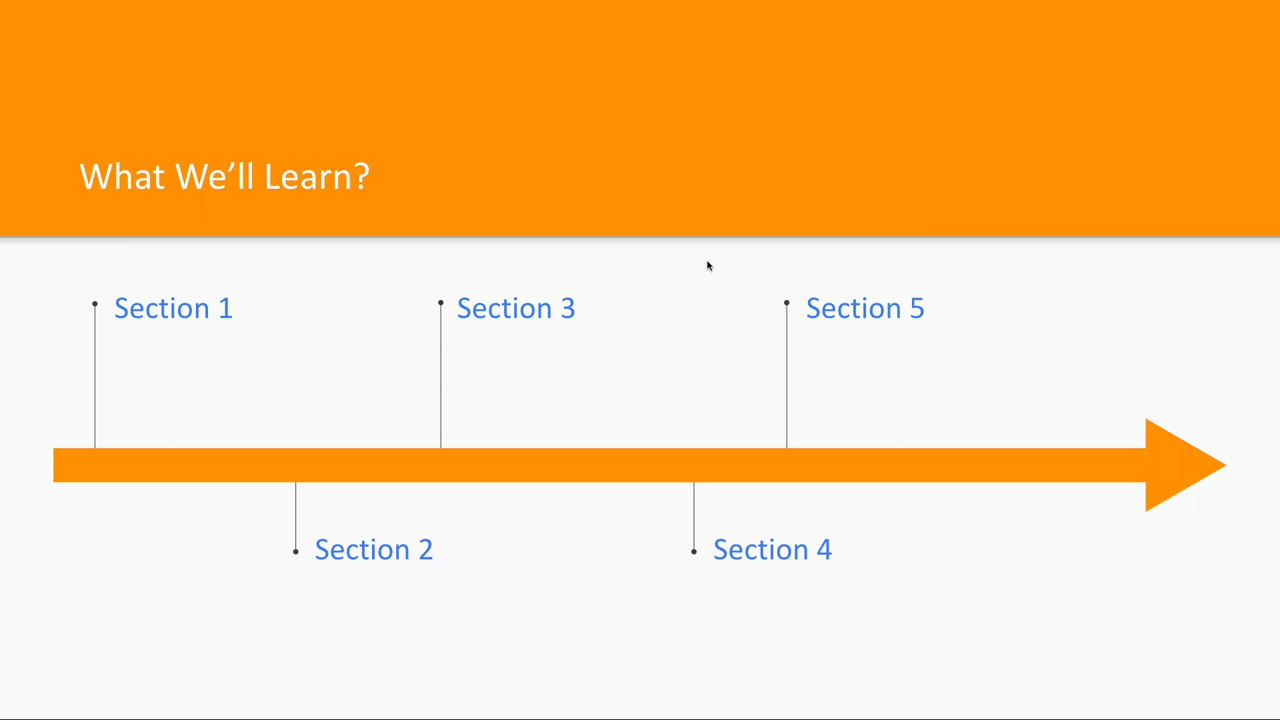 What We’ll Learn?
Section 1
Section 3
Section 5
Section 2
Section 4